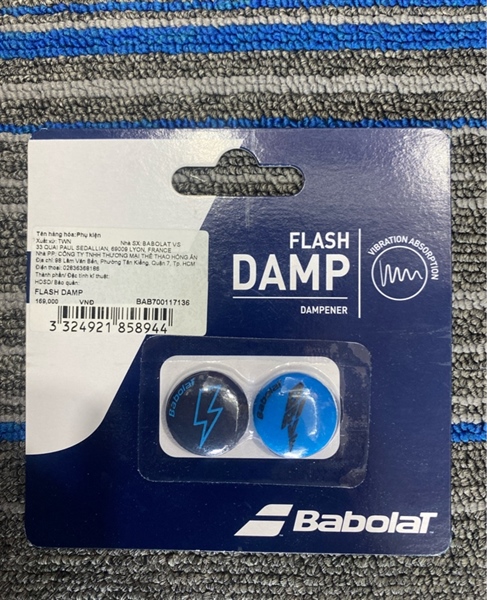 Tên hàng hóa:Phụ kiện
Xuất xứ: TWN. Nhà SX: BABOLAT VS
33 QUAI PAUL SEDALLIAN, 69009 LYON, FRANCE
Nhà PP: CÔNG TY TNHH THƯƠNG MẠI THỂ THAO HỒNG ÂN
Địa chỉ: 98 Lâm Văn Bền, Phường Tân Kiểng, Quận 7, Tp. HCM
Điện thoại: 02836368186
Thành phần/ Đặc tính kĩ thuật:
HDSD/ Bảo quản:
FLASH DAMP
169,000 VNĐ BAB700117136
3 324921 858944
FLASH
DAMP
DAMPENER
VIBRATION ABSORPTION
BabolaT
BabolaT
BabolaT